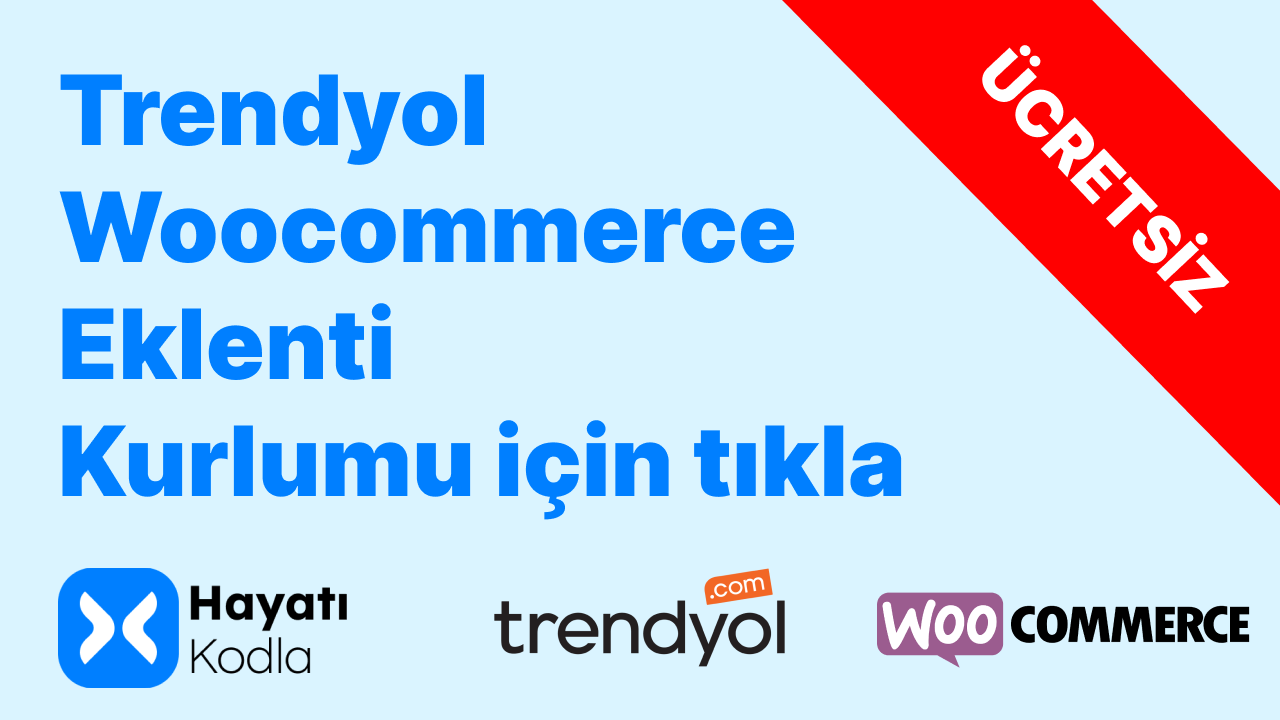 Trendyol
Woocommerce
Eklenti
Kurlumu için tıkla
ÜCRETSİZ
Hayatı
Kodla
trendyol
.com
WOO COMMERCE